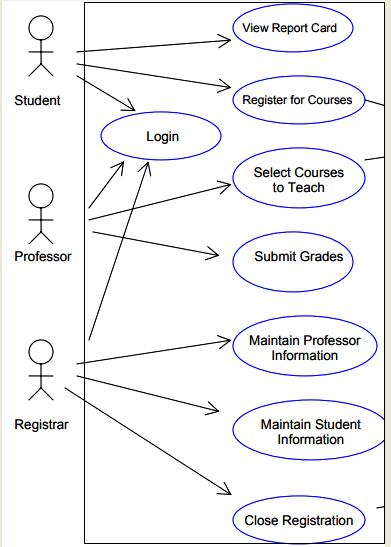 View Report Card
Student
Register for Courses
Login
Select Courses
to Teach
Professor
Submit Grades
Maintain Professor
Information
Registrar
Maintain Student
Information
Close Registration